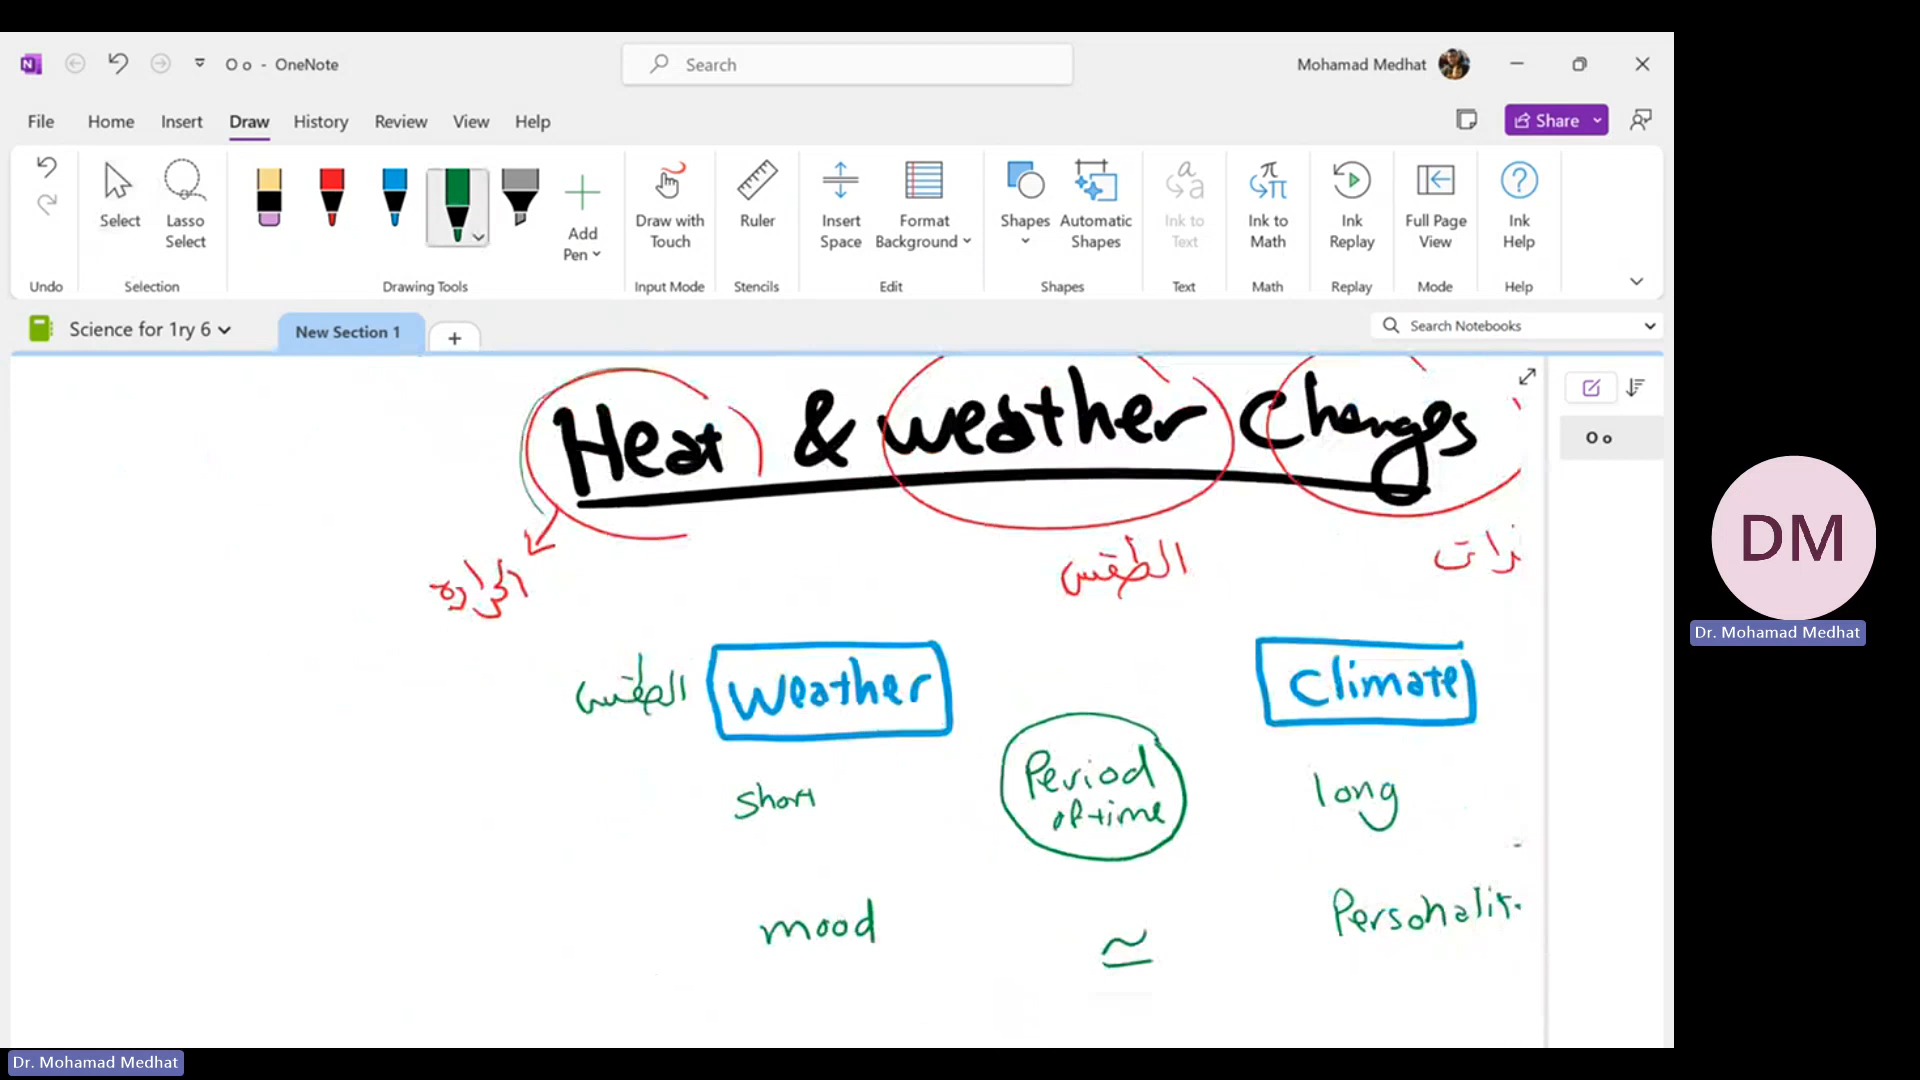 O o - OneNote
Search
Mohamad Medhat
File Home Insert Draw History Review View Help
Share
Select
Lasso Select
Add Pen
Draw with Touch
Ruler
Insert Space
Format Background
Shapes
Automatic Shapes
Ink to Text
Ink to Math
Ink Replay
Full Page View
Ink Help
Undo Selection Drawing Tools Input Mode Stencils Edit Shapes Text Math Replay Mode Help
Science for 1ry 6
New Section 1
Search Notebooks
O o
Heat & weather Changes
الحرارة
الطقس
الطقس
Weather
Climate
short
Period of time
long
mood
≃
DM
Dr. Mohamad Medhat
Dr. Mohamad Medhat